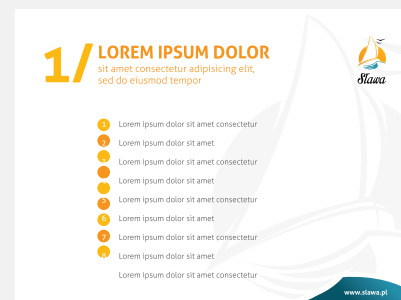 1/
LOREM IPSUM DOLOR
sit amet consectetur adipisicing elit,
sed do eiusmod tempor
Sława
1 Lorem ipsum dolor sit amet consectetur
2 Lorem ipsum dolor sit amet
Lorem ipsum dolor sit amet consectetur
Lorem ipsum dolor sit amet
5 Lorem ipsum dolor sit amet consectetur
6 Lorem ipsum dolor sit amet
7 Lorem ipsum dolor sit amet consectetur
8 Lorem ipsum dolor sit amet
Lorem ipsum dolor sit amet consectetur
www.slawa.pl